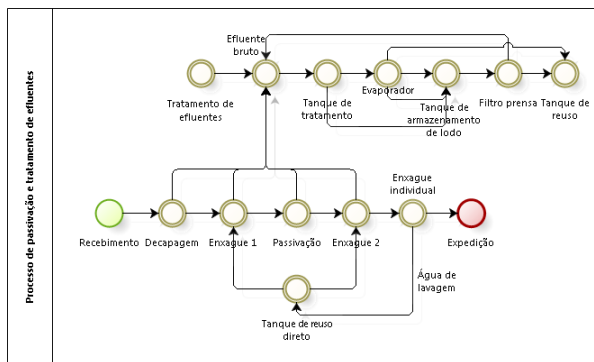 Processo de passivação e tratamento de efluentes
Efluente
bruto
Tratamento de
efluentes
Tanque de
tratamento
Evaporador
Tanque de
armazenamento
de lodo
Filtro prensa
Tanque de
reuso
Enxague
individual
Recebimento
Decapagem
Enxague 1
Passivação
Enxague 2
Expedição
Água de
lavagem
Tanque de reuso
direto